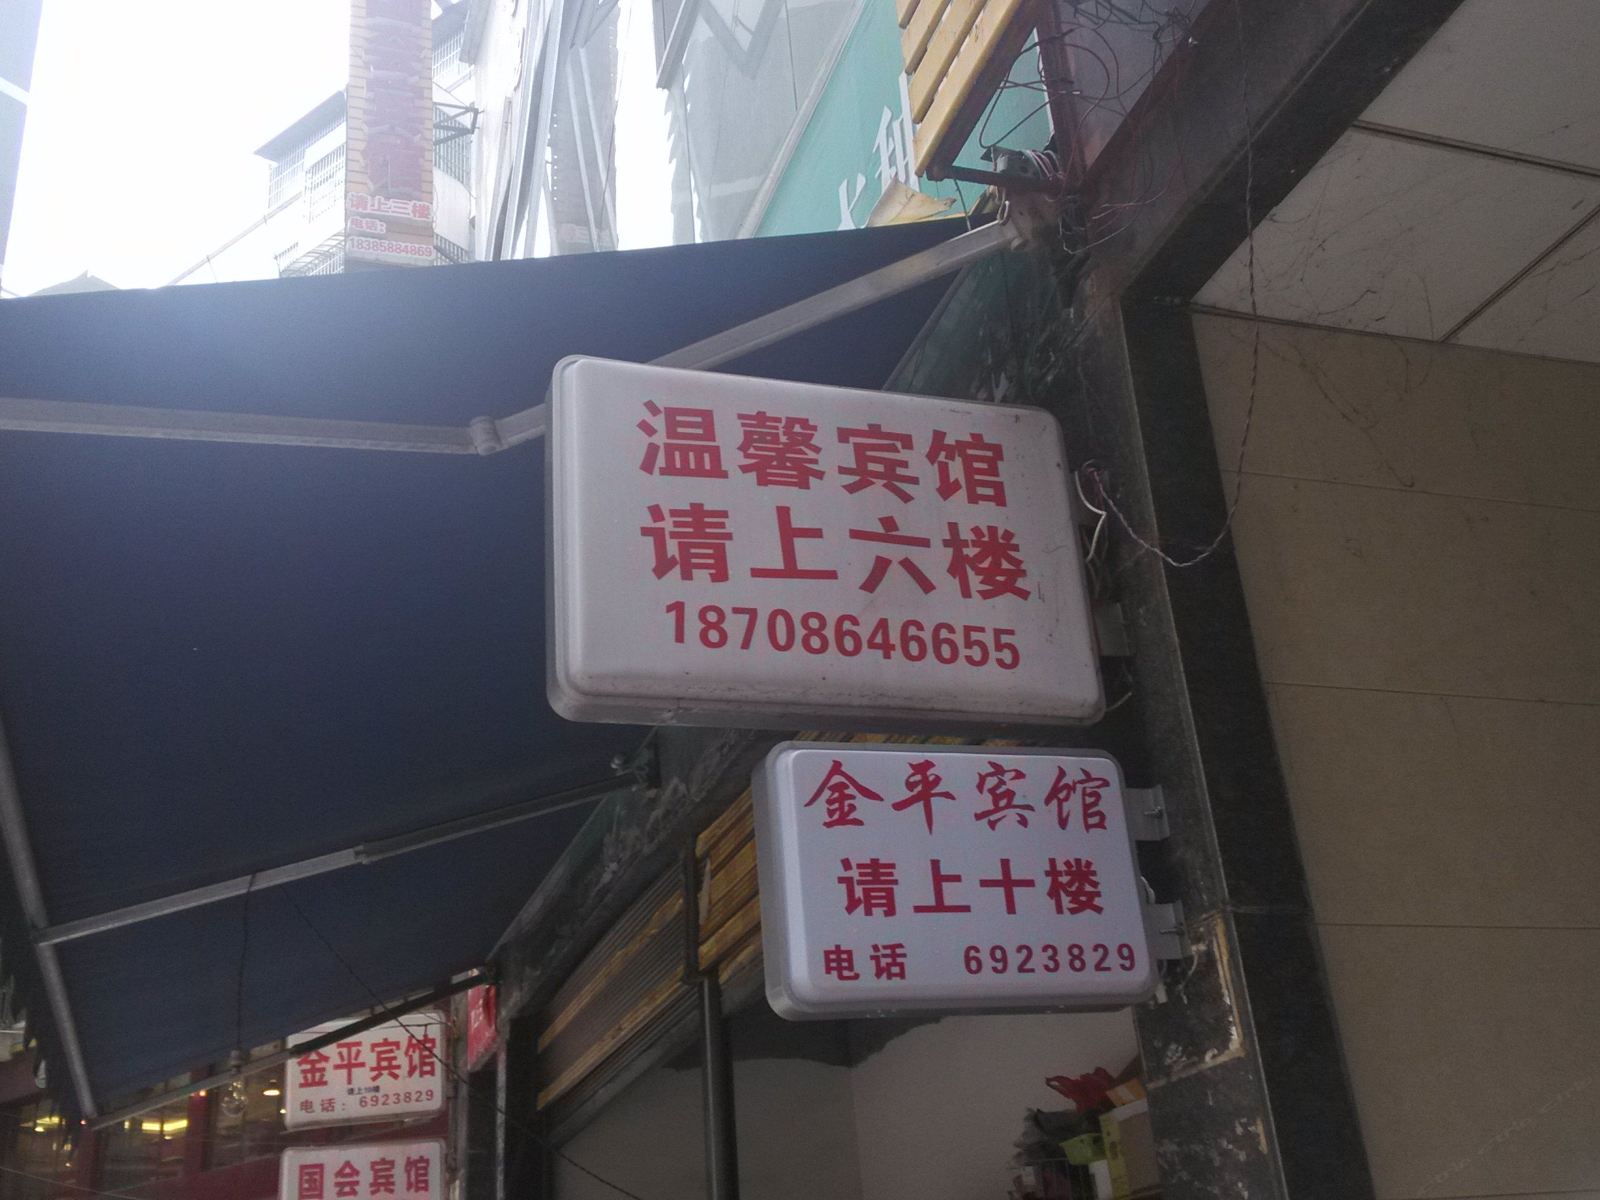 请上三楼
电话:
18385884869
温馨宾馆
请上六楼
18708646655
金平宾馆
请上十楼
电话 6923829
金平宾馆
请上10楼
电话: 6923829
国会宾馆